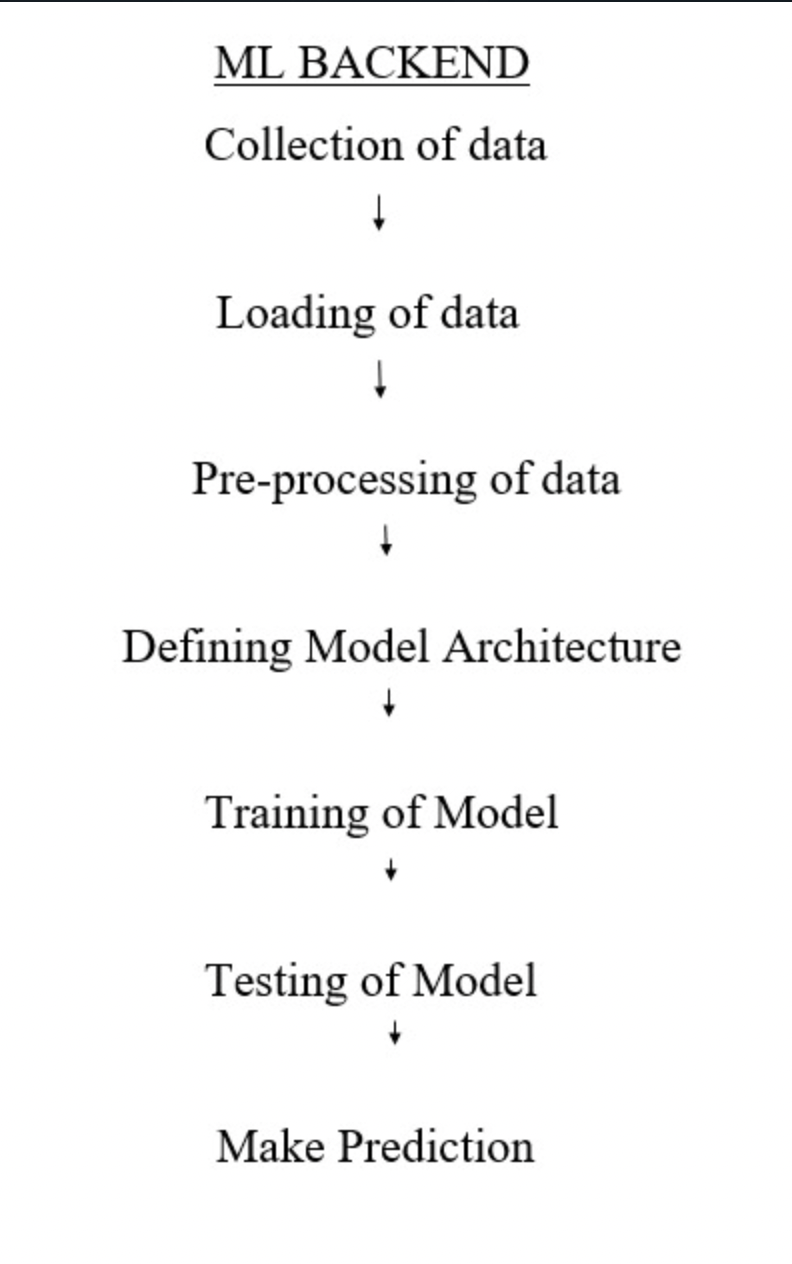 ML BACKEND
Collection of data
Loading of data
Pre-processing of data
Defining Model Architecture
Training of Model
Testing of Model
Make Prediction